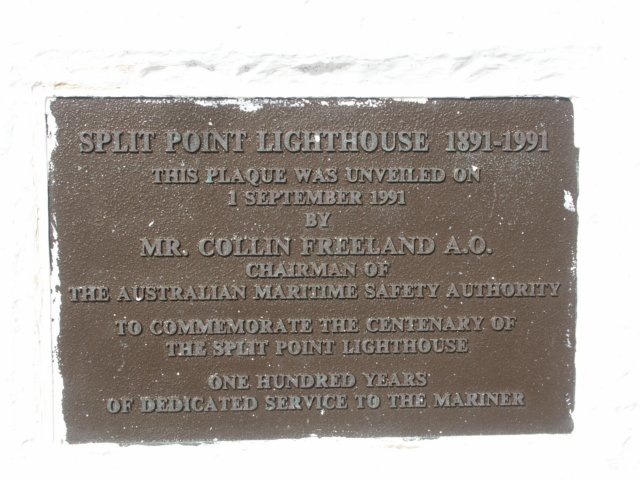 SPLIT POINT LIGHTHOUSE 1891-1991
THIS PLAQUE WAS UNVEILED ON
1 SEPTEMBER 1991
BY
MR. COLLIN FREELAND A.O.
CHAIRMAN OF
THE AUSTRALIAN MARITIME SAFETY AUTHORITY
TO COMMEMORATE THE CENTENARY OF
THE SPLIT POINT LIGHTHOUSE
ONE HUNDRED YEARS
OF DEDICATED SERVICE TO THE MARINER